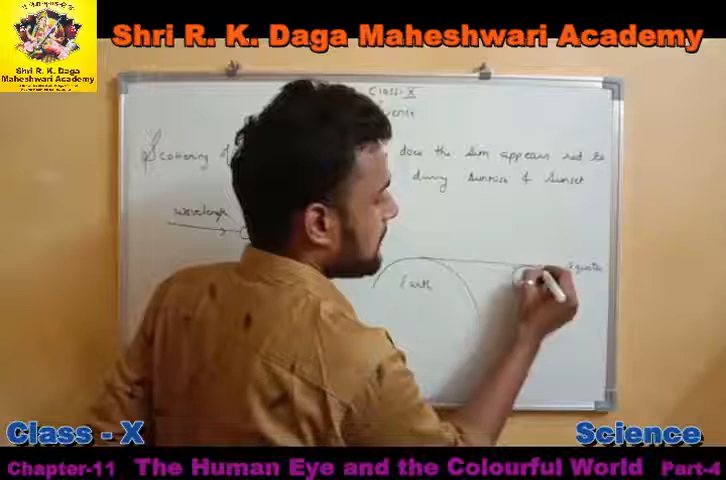 Shri R. K. Daga Maheshwari Academy
Shri R. K. Daga
Maheshwari Academy
Class: X
Scattering of
does the Sun appears red
during Sunrise & Sunset
wavelength
Earth
Class - X
Science
Chapter-11 The Human Eye and the Colourful World Part-4